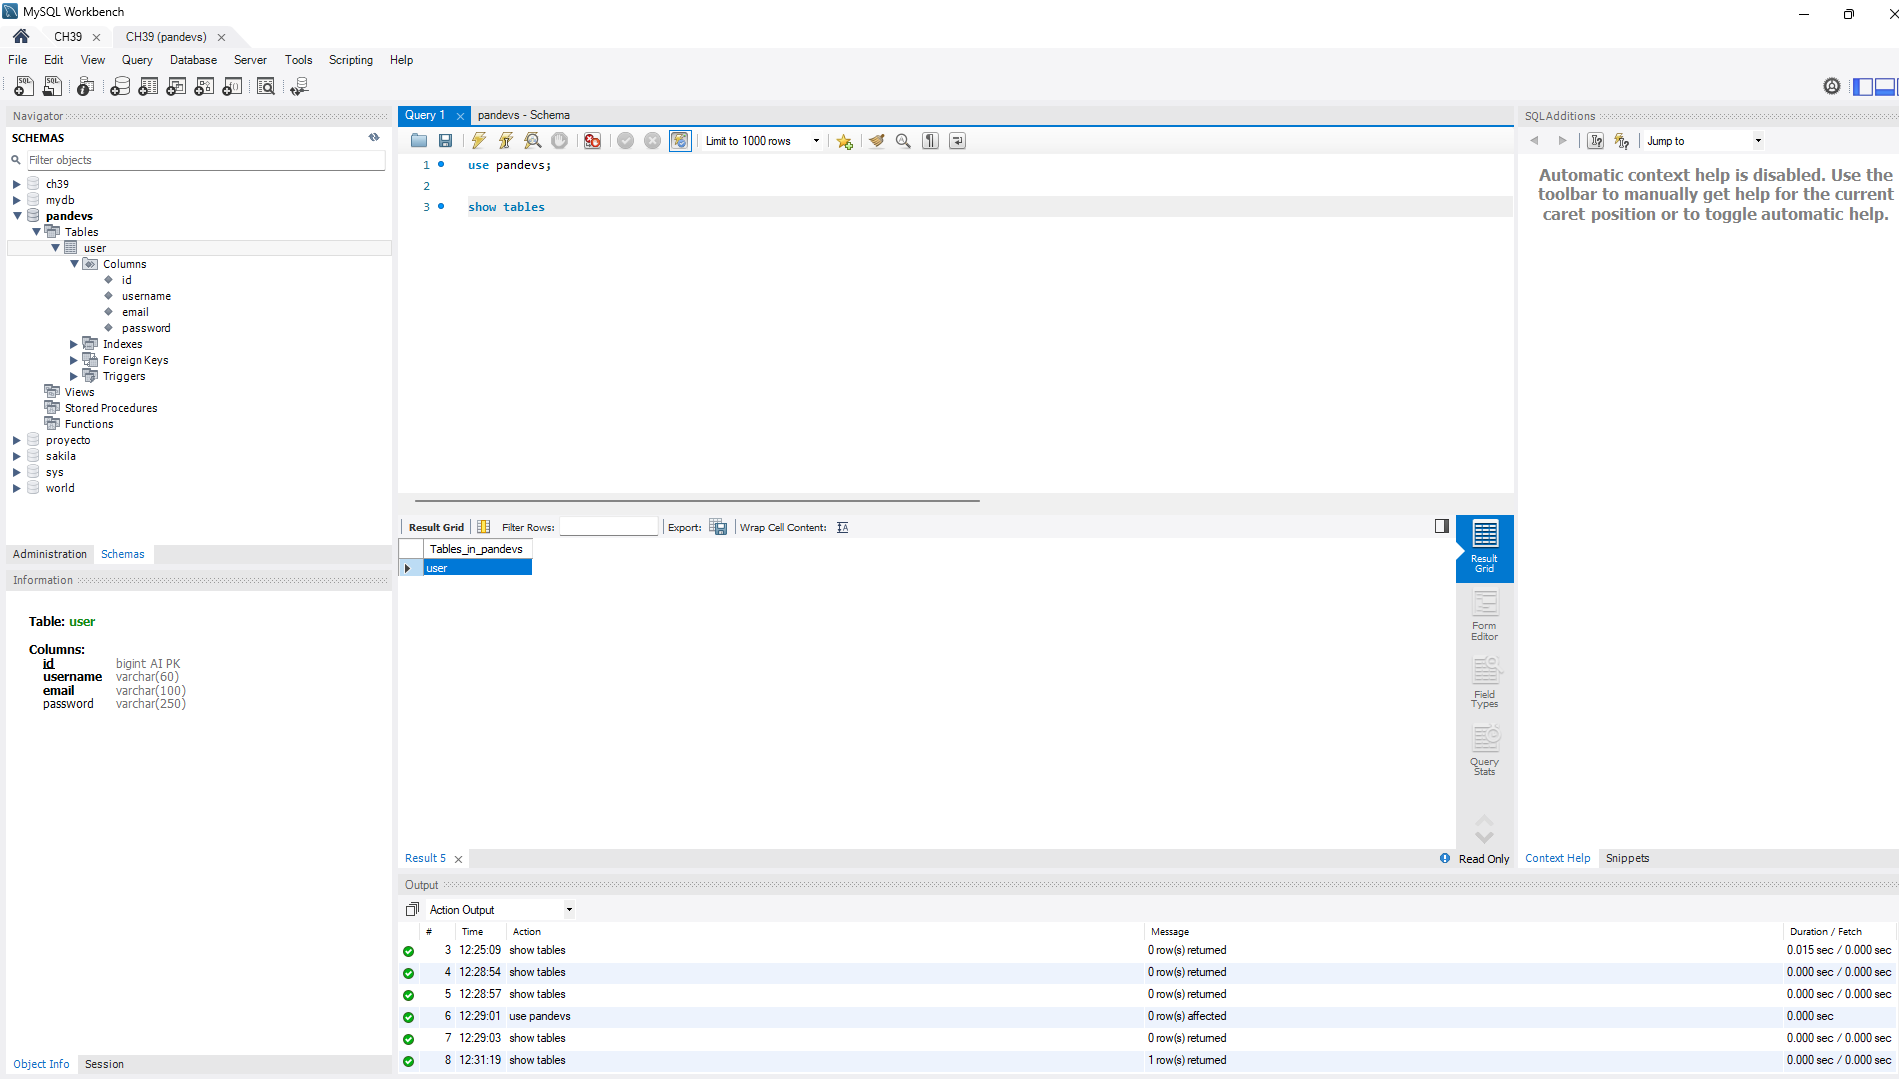 MySQL Workbench
CH39
CH39 (pandevs)
File Edit View Query Database Server Tools Scripting Help
Navigator
SCHEMAS
Filter objects
ch39
mydb
pandevs
Tables
user
Columns
id
username
email
password
Indexes
Foreign Keys
Triggers
Views
Stored Procedures
Functions
proyecto
sakila
sys
world
Administration Schemas
Information
Table: user
Columns:
id bigint AI PK
username varchar(60)
email varchar(100)
password varchar(250)
Object Info Session
Query 1 pandevs - Schema
Limit to 1000 rows
1 use pandevs;
2
3 show tables
Result Grid Filter Rows: Export: Wrap Cell Content:
Tables_in_pandevs
user
Result Grid
Form Editor
Field Types
Query Stats
Result 5
Read Only
SQLAdditions
Jump to
Automatic context help is disabled. Use the
toolbar to manually get help for the current
caret position or to toggle automatic help.
Context Help Snippets
Output
Action Output
# Time Action Message Duration / Fetch
3 12:25:09 show tables 0 row(s) returned 0.015 sec / 0.000 sec
4 12:28:54 show tables 0 row(s) returned 0.000 sec / 0.000 sec
5 12:28:57 show tables 0 row(s) returned 0.000 sec / 0.000 sec
6 12:29:01 use pandevs 0 row(s) affected 0.000 sec
7 12:29:03 show tables 0 row(s) returned 0.000 sec / 0.000 sec
8 12:31:19 show tables 1 row(s) returned 0.000 sec / 0.000 sec